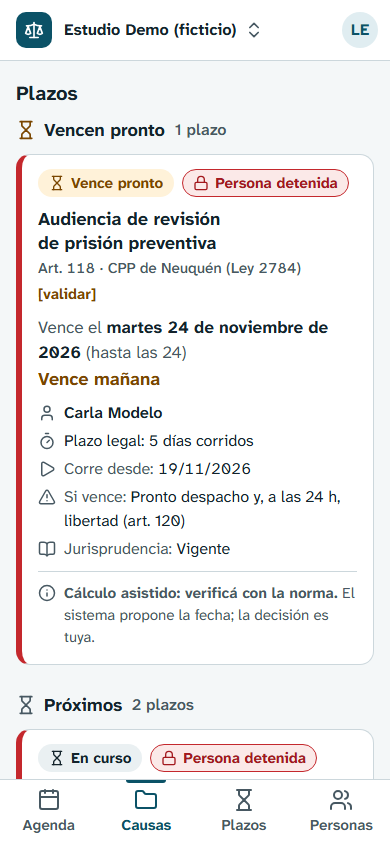 Estudio Demo (ficticio)
LE
Plazos
Vencen pronto 1 plazo
Vence pronto
Persona detenida
Audiencia de revisión
de prisión preventiva
Art. 118 · CPP de Neuquén (Ley 2784)
[validar]
Vence el martes 24 de noviembre de
2026 (hasta las 24)
Vence mañana
Carla Modelo
Plazo legal: 5 días corridos
Corre desde: 19/11/2026
Si vence: Pronto despacho y, a las 24 h,
libertad (art. 120)
Jurisprudencia: Vigente
Cálculo asistido: verificá con la norma. El
sistema propone la fecha; la decisión es
tuya.
Próximos 2 plazos
En curso
Persona detenida
Agenda
Causas
Plazos
Personas